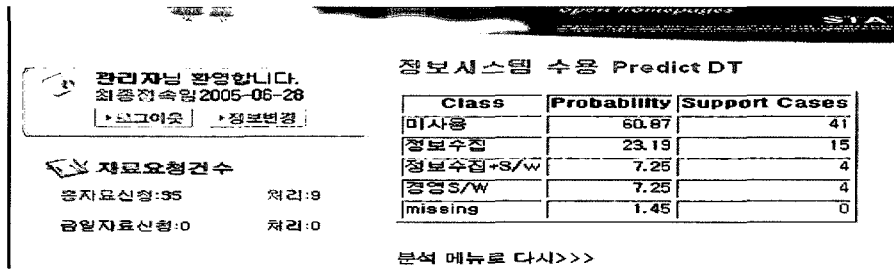 open homepages
STA
관리자님 환영합니다.
최종접속일2005-06-28
▸로그아웃 ▸정보변경
자료요청건수
총자료신청:35 처리:9
금일자료신청:0 처리:0
정보시스템 수용 Predict DT
Class Probability Support Cases
미사용 60.87 41
정보수집 23.19 15
정보수집+S/w 7.25 4
경영S/W 7.25 4
missing 1.45 0
분석 메뉴로 다시>>>